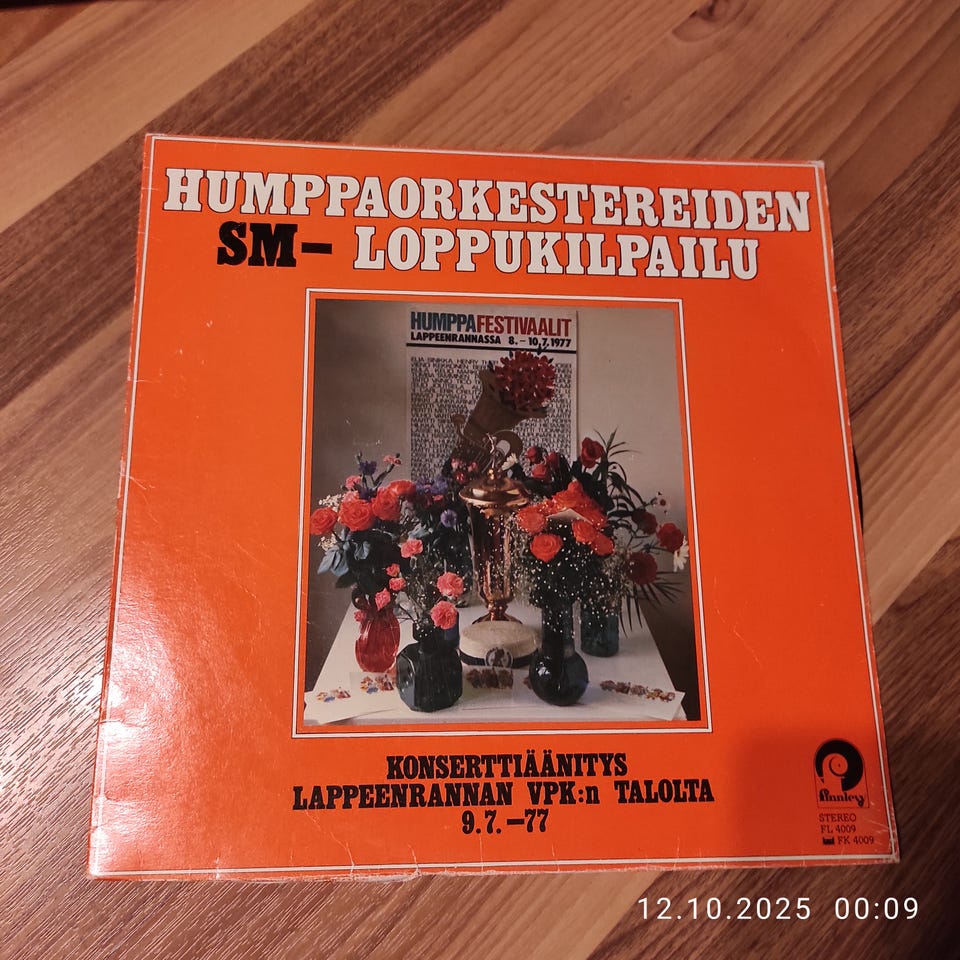 HUMPPAORKESTEREIDEN
SM– LOPPUKILPAILU
HUMPPAFESTIVAALIT
LAPPEENRANNASSA 8.–10.7.1977
KONSERTTIÄÄNITYS
LAPPEENRANNAN VPK:n TALOLTA
9.7.–77
Finnlevy
STEREO
FL 4009
FK 4009
12.10.2025 00:09